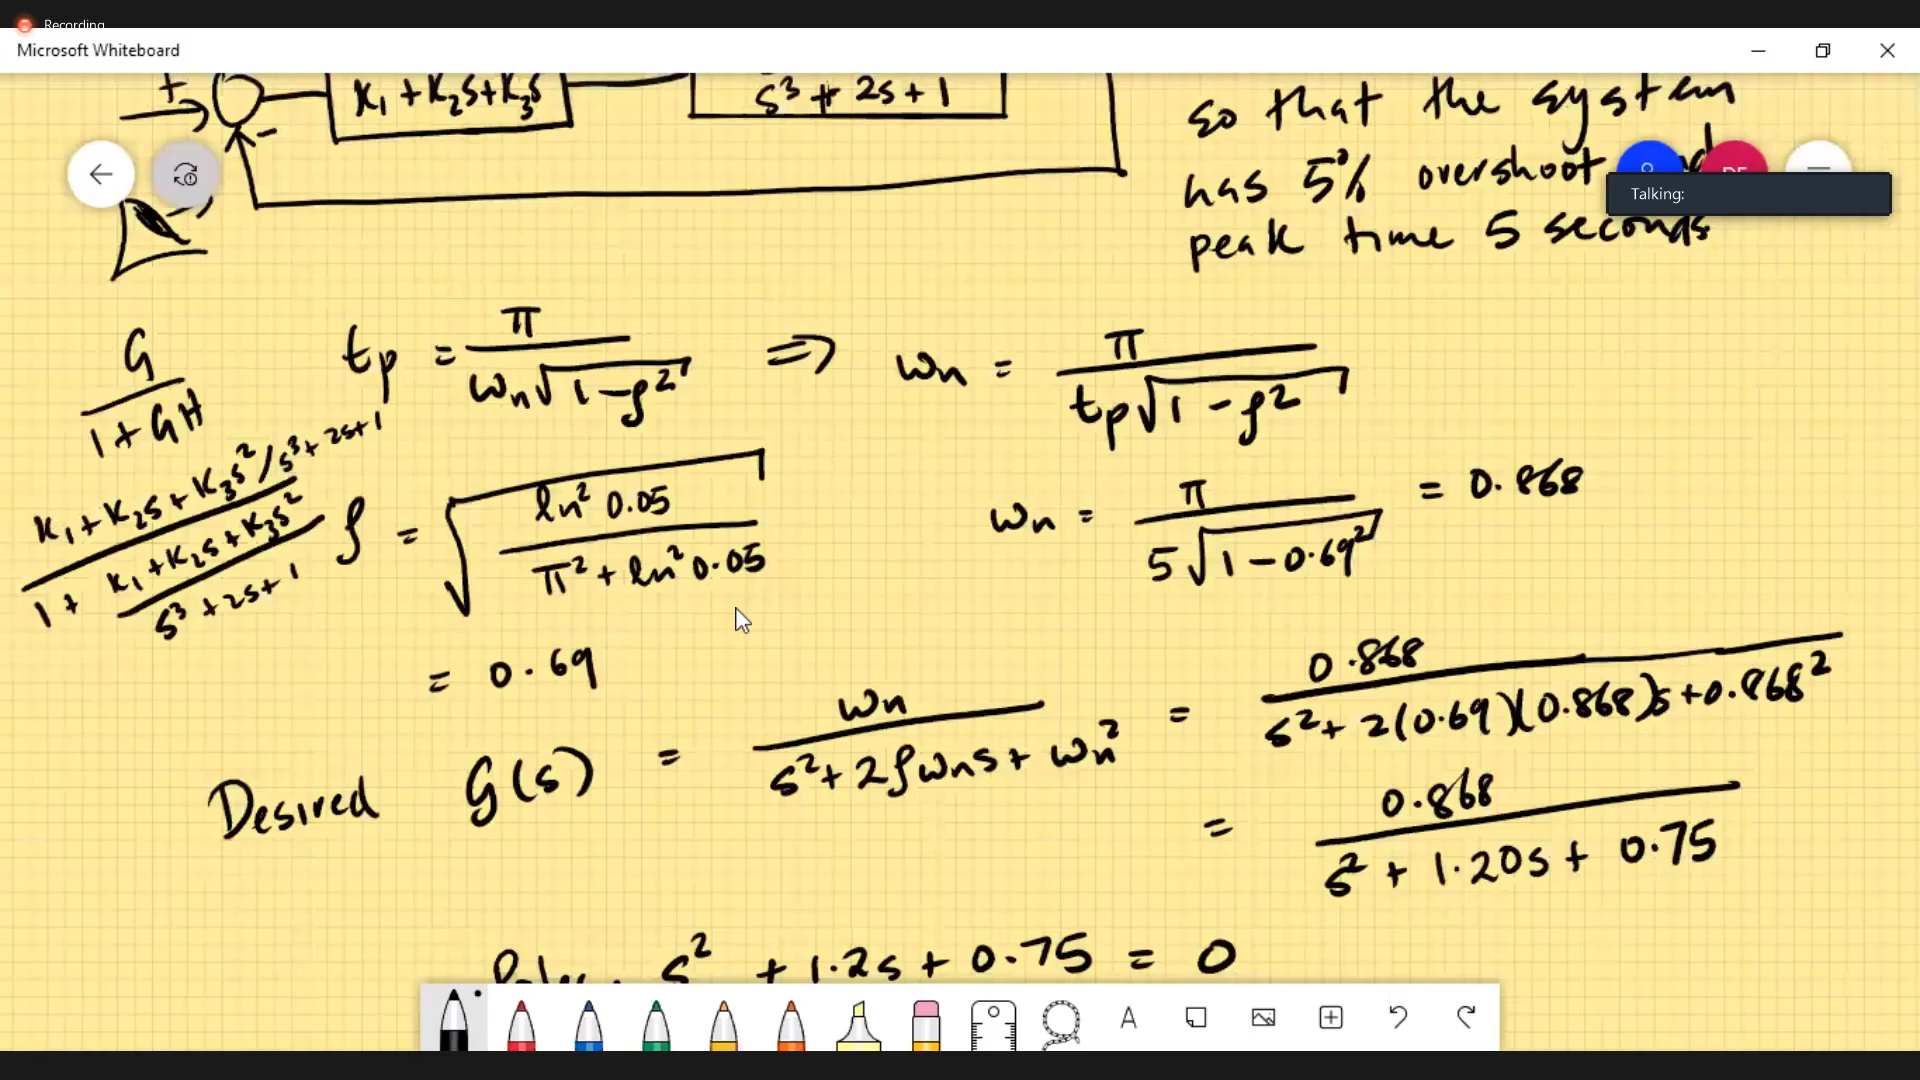 Recording
Microsoft Whiteboard
+
K₁ + K₂S + K₃S
S³ + 2S + 1
-
so that the system
has 5% overshoot
peak time 5 seconds
Talking:
G / 1 + GH
tp = π / ωn√1-ρ² => ωn = π / tp√1-ρ²
K₁ + K₂S + K₃S² / S³ + 2S + 1
1 + K₁ + K₂S + K₃S² / S³ + 2S + 1
ρ = √ln² 0.05 / π² + ln² 0.05
ωn = π / 5√1-0.69² = 0.868
= 0.69
Desired G(s) = ωn / s² + 2ρωns + ωn² = 0.868 / s² + 2(0.69)(0.868)s + 0.868²
= 0.868 / s² + 1.20s + 0.75
s² + 1.2s + 0.75 = 0
A